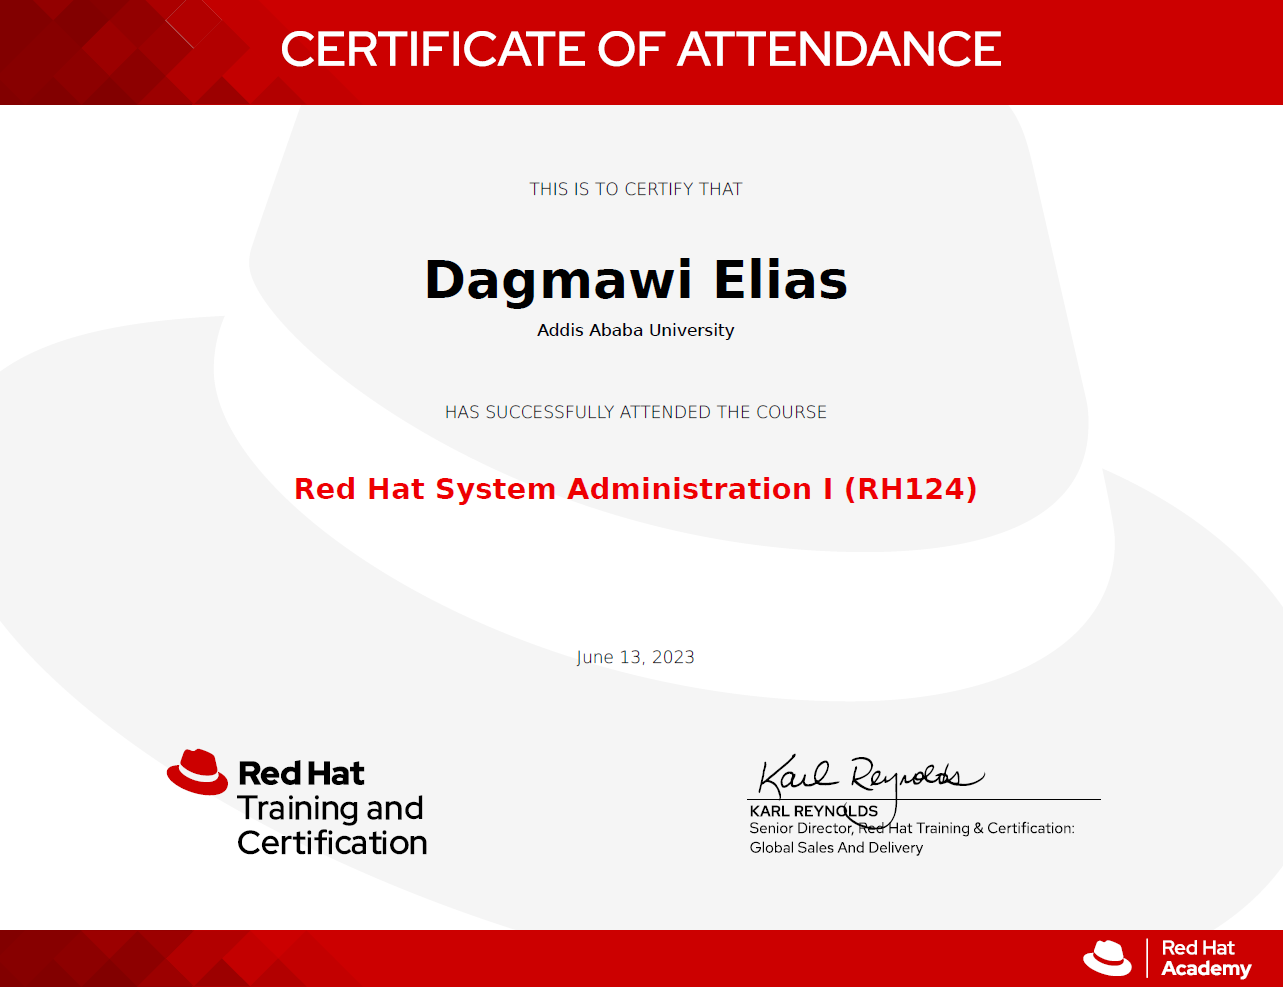 CERTIFICATE OF ATTENDANCE
THIS IS TO CERTIFY THAT
Dagmawi Elias
Addis Ababa University
HAS SUCCESSFULLY ATTENDED THE COURSE
Red Hat System Administration I (RH124)
June 13, 2023
Red Hat
Training and
Certification
Karl Reynolds
KARL REYNOLDS
Senior Director, Red Hat Training & Certification:
Global Sales And Delivery
Red Hat
Academy